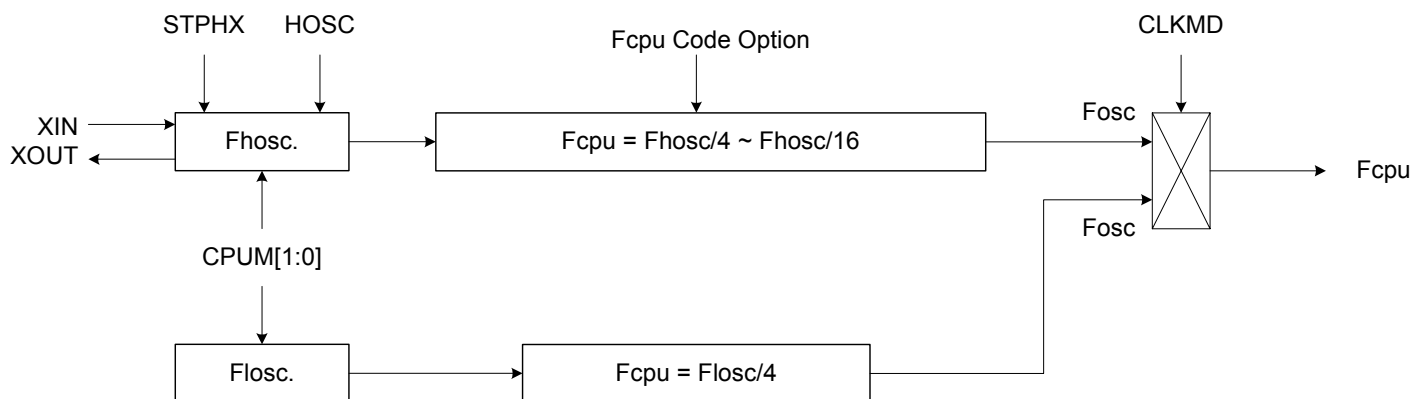 STPHX
HOSC
Fcpu Code Option
CLKMD
XIN
XOUT
Fhosc.
Fcpu = Fhosc/4 ~ Fhosc/16
Fosc
Fcpu
Fosc
CPUM[1:0]
Flosc.
Fcpu = Flosc/4